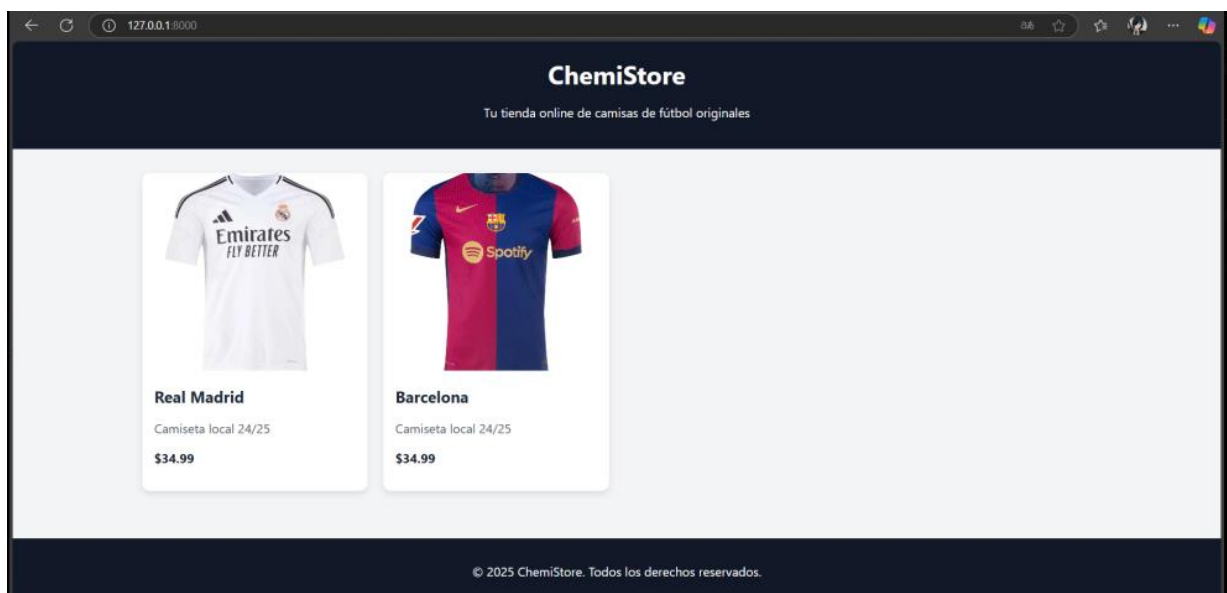 127.0.0.1:8000
ChemiStore
Tu tienda online de camisas de fútbol originales
Emirates
FLY BETTER
Spotify
Real Madrid
Barcelona
Camiseta local 24/25
Camiseta local 24/25
$34.99
$34.99
© 2025 ChemiStore. Todos los derechos reservados.